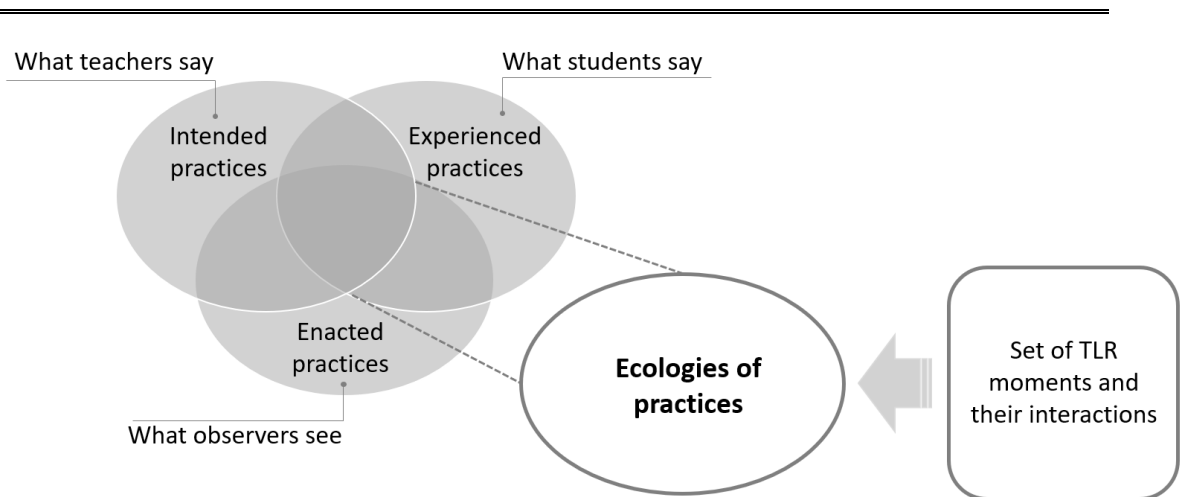 What teachers say
What students say
Intended
practices
Experienced
practices
Enacted
practices
What observers see
Ecologies of
practices
Set of TLR
moments and
their interactions